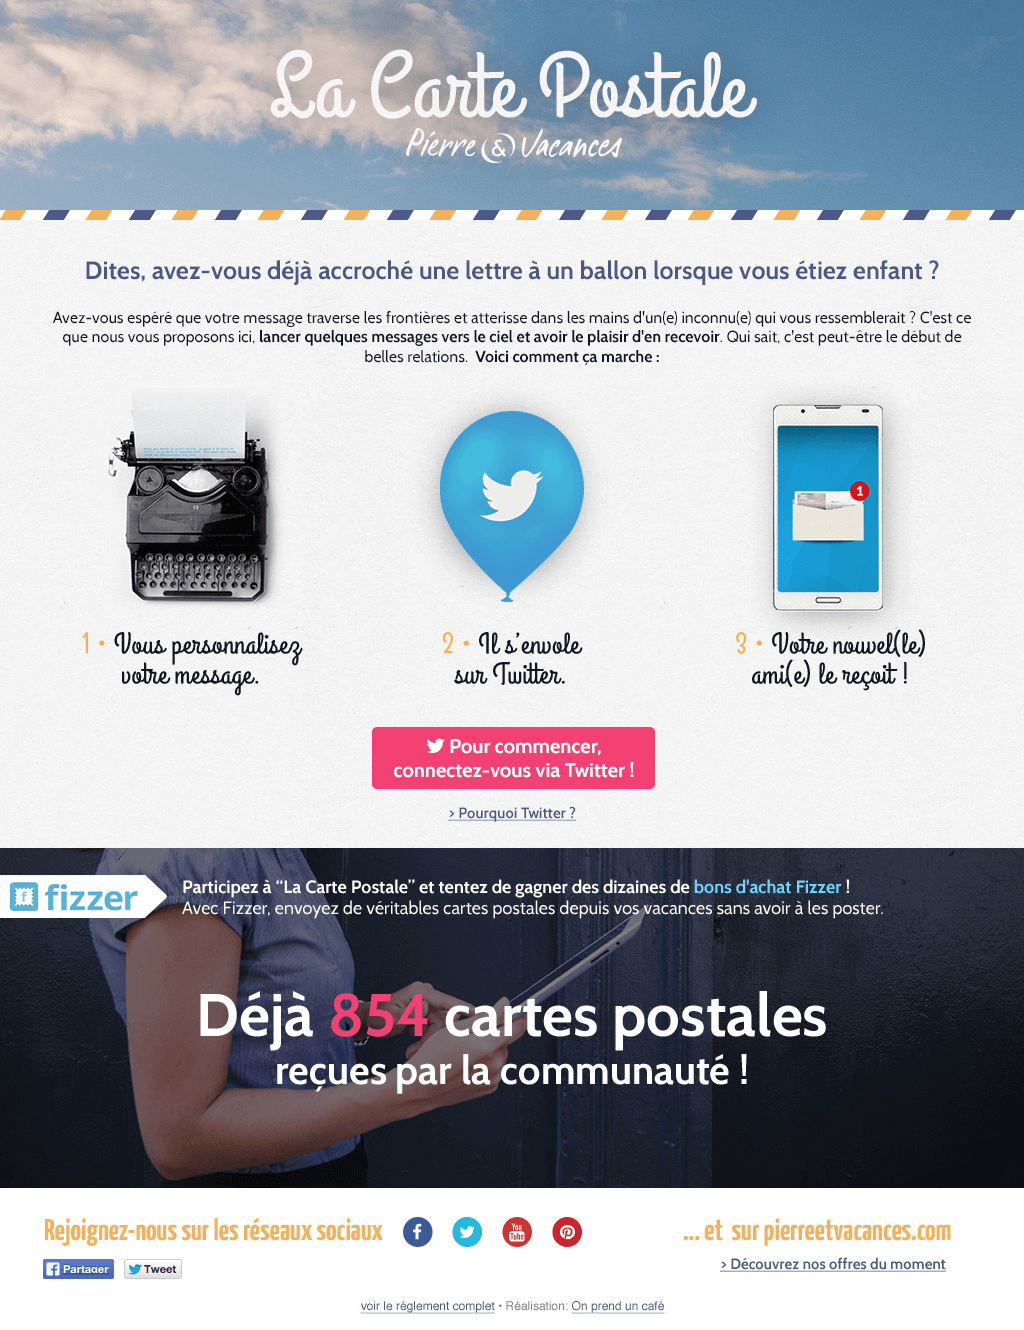 La Carte Postale
Pierre & Vacances
Dites, avez-vous déjà accroché une lettre à un ballon lorsque vous étiez enfant ?
Avez-vous espéré que votre message traverse les frontières et atterisse dans les mains d'un(e) inconnu(e) qui vous ressemblerait ? C'est ce
que nous vous proposons ici, lancer quelques messages vers le ciel et avoir le plaisir d'en recevoir. Qui sait, c'est peut-être le début de
belles relations. Voici comment ça marche :
1
1 • Vous personnalisez
votre message.
2 • Il s'envole
sur Twitter.
3 • Votre nouvel(le)
ami(e) le reçoit !
Pour commencer,
connectez-vous via Twitter !
> Pourquoi Twitter ?
fizzer
Participez à “La Carte Postale” et tentez de gagner des dizaines de bons d'achat Fizzer !
Avec Fizzer, envoyez de véritables cartes postales depuis vos vacances sans avoir à les poster.
Déjà 854 cartes postales
reçues par la communauté !
Rejoignez-nous sur les réseaux sociaux
You Tube
... et sur pierreetvacances.com
Partager
Tweet
> Découvrez nos offres du moment
voir le réglement complet • Réalisation: On prend un café